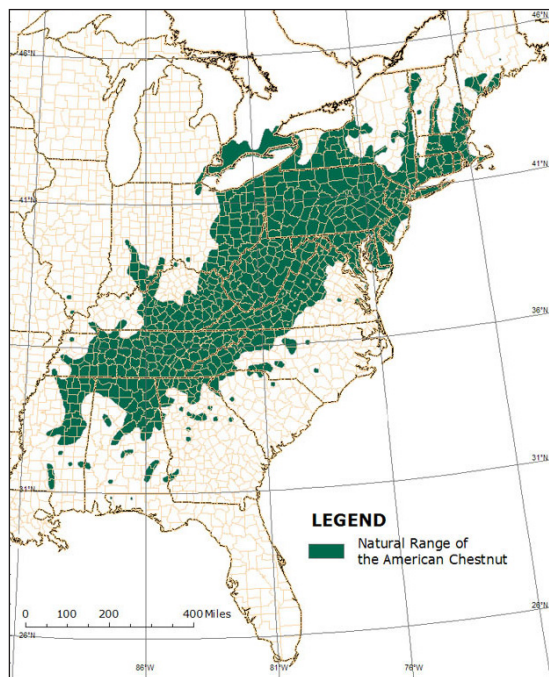 46°N
46°N
41°N
41°N
36°N
31°N
31°N
LEGEND
Natural Range of
the American Chestnut
0 100 200 400 Miles
26°N
26°N
86°W
81°W
76°W